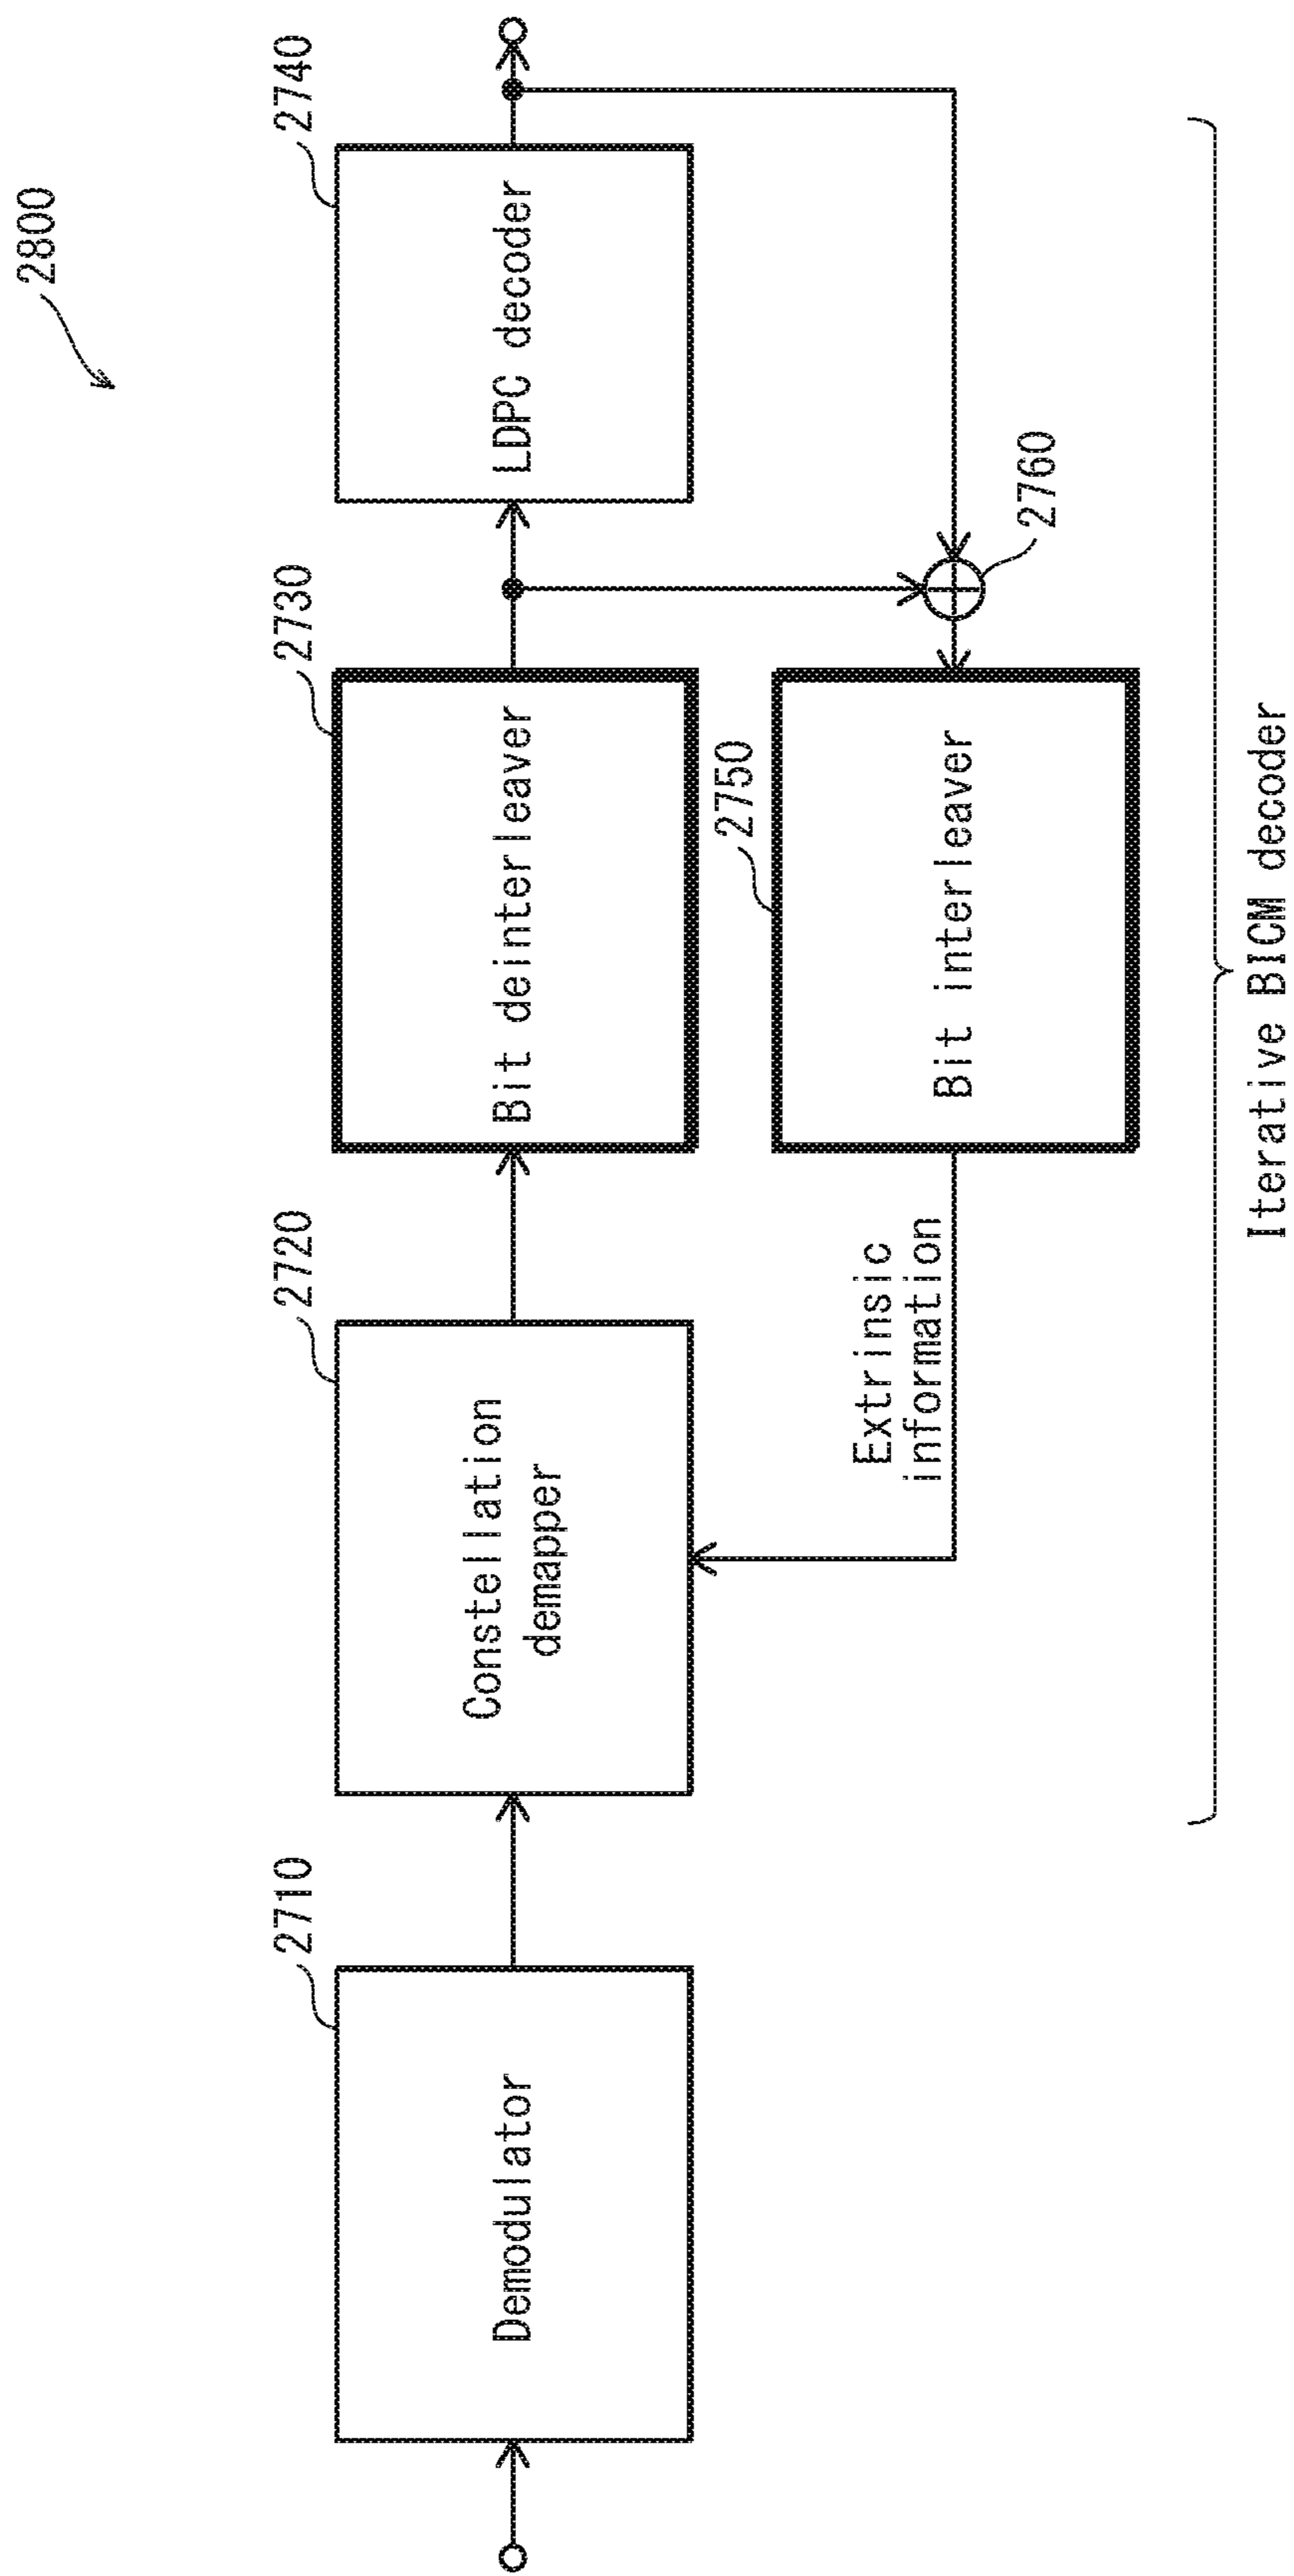 2800
2710
2720
2730
2740
Demodulator
Constellation
demapper
Bit deinterleaver
LDPC decoder
2750
2760
Extrinsic
information
Bit interleaver
Iterative BICM decoder